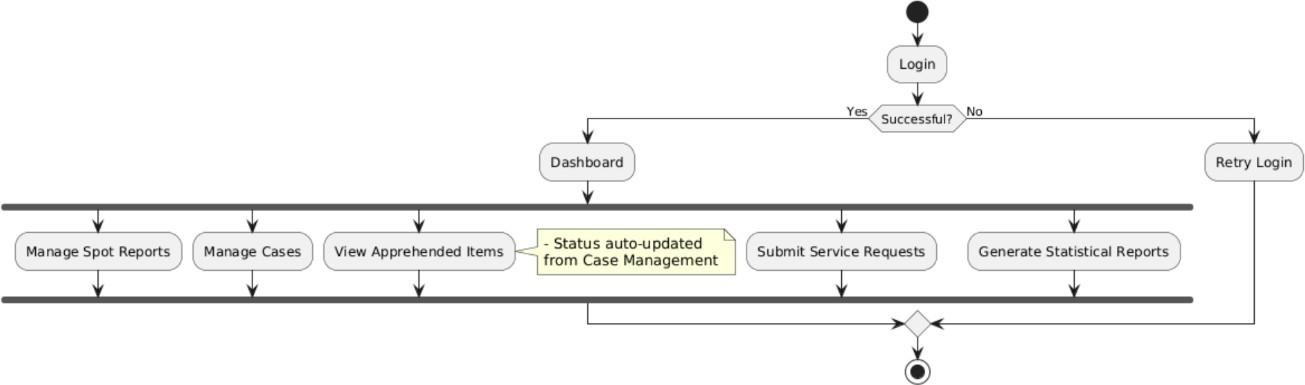 Login
Yes
Successful?
No
Dashboard
Retry Login
Manage Spot Reports
Manage Cases
View Apprehended Items
- Status auto-updated
from Case Management
Submit Service Requests
Generate Statistical Reports